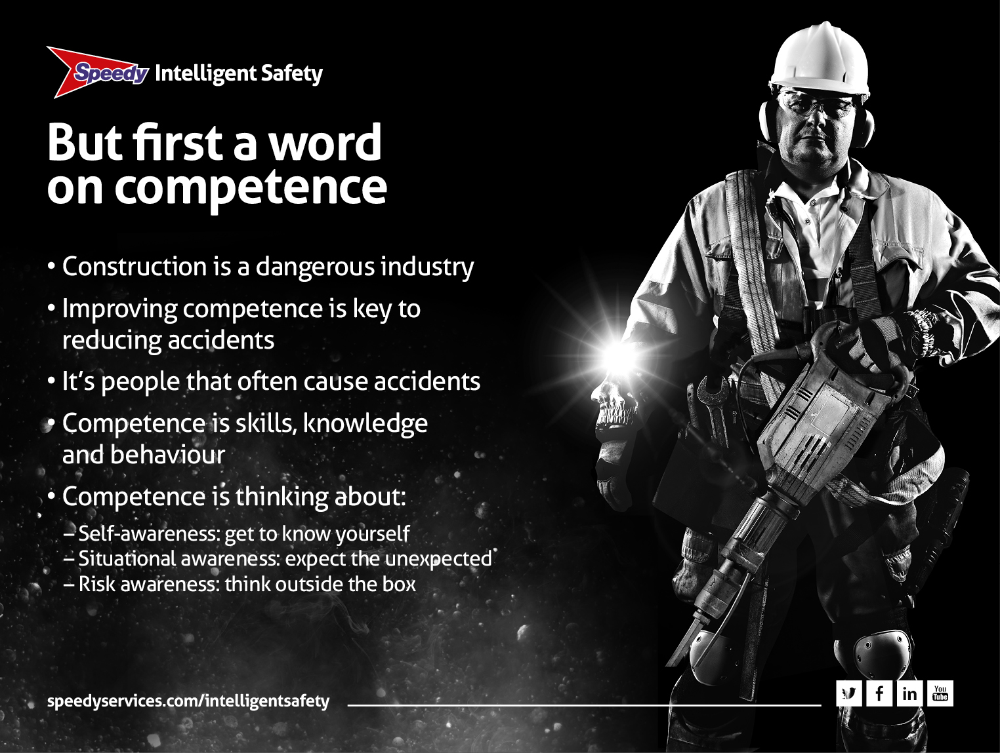 Speedy Intelligent Safety
But first a word
on competence
• Construction is a dangerous industry
• Improving competence is key to
reducing accidents
• It’s people that often cause accidents
• Competence is skills, knowledge
and behaviour
• Competence is thinking about:
– Self-awareness: get to know yourself
– Situational awareness: expect the unexpected
– Risk awareness: think outside the box
speedyservices.com/intelligentsafety
f in You
Tube